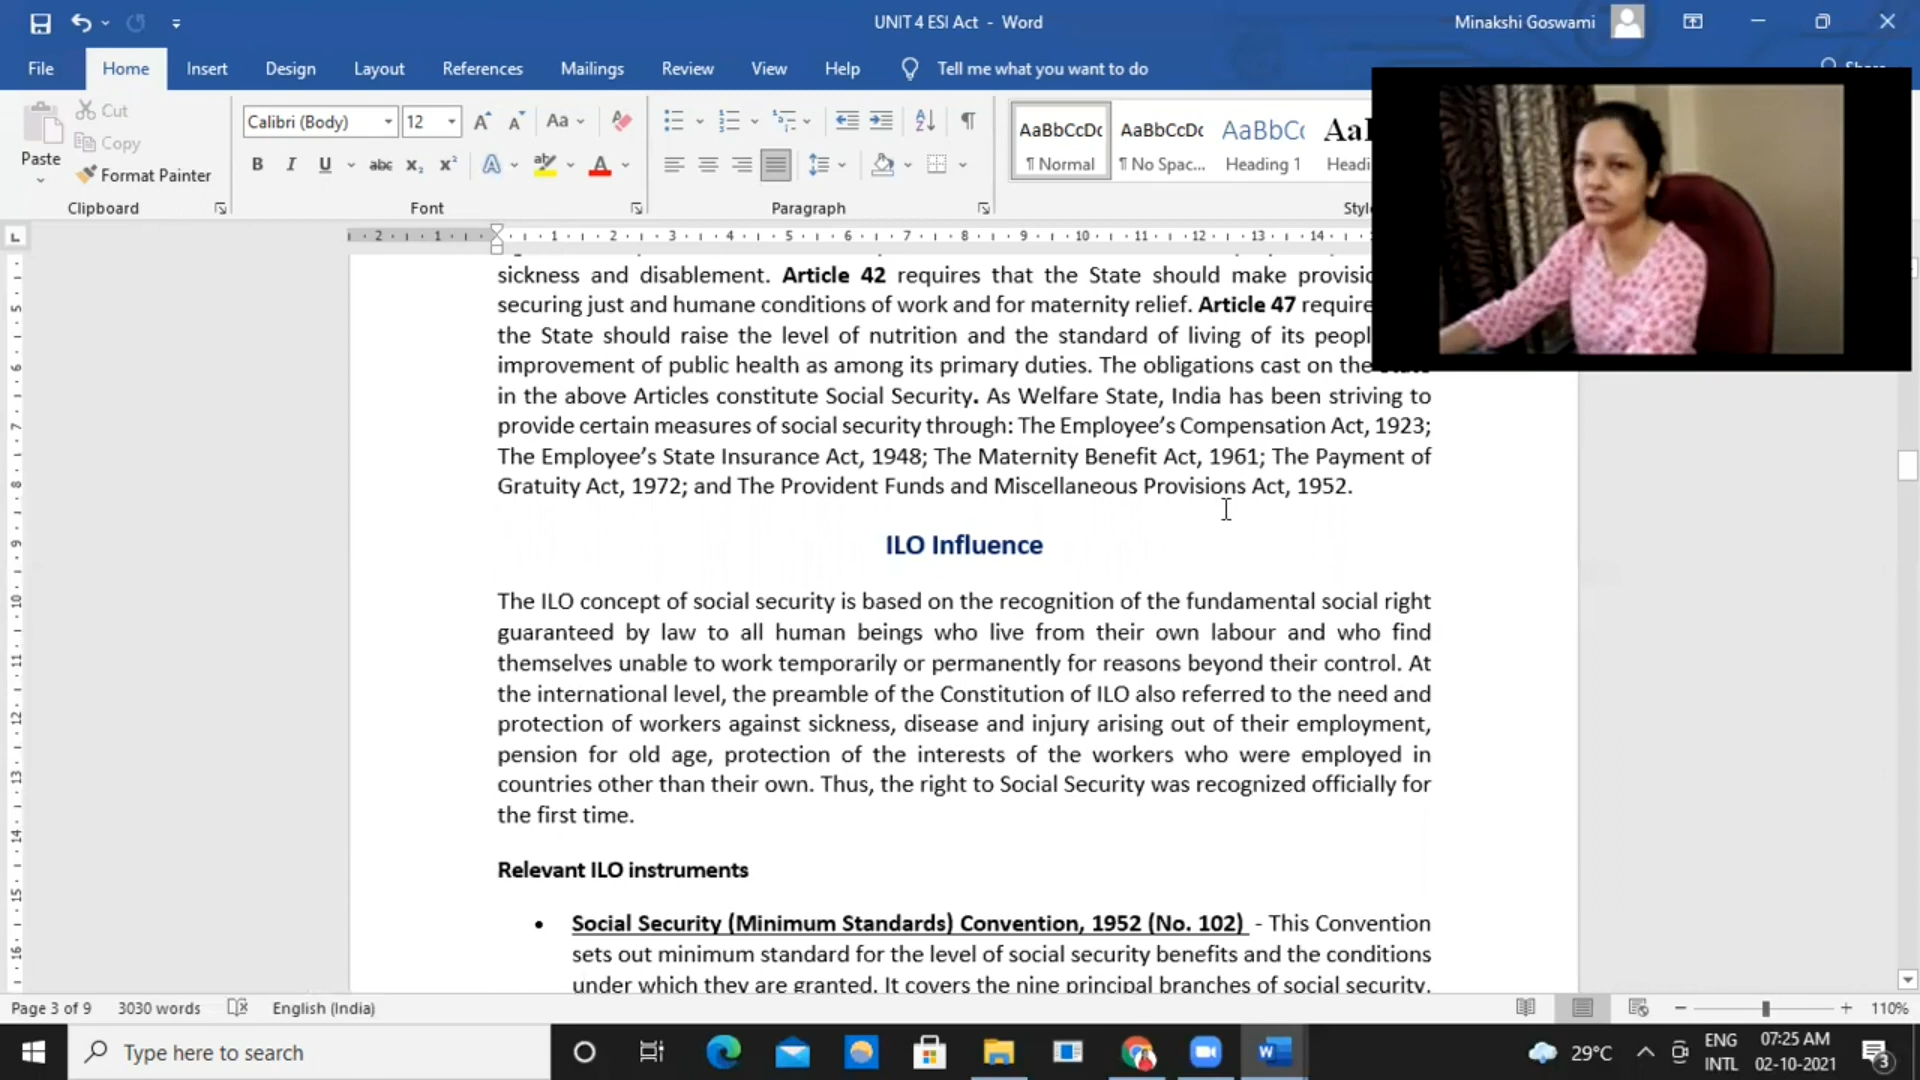 UNIT 4 ESI Act - Word
Minakshi Goswami
File Home Insert Design Layout References Mailings Review View Help Tell me what you want to do
Paste
Cut
Copy
Format Painter
Clipboard
Calibri (Body) 12
Font
Paragraph
AaBbCcDc AaBbCcDc AaBbC
¶ Normal ¶ No Spac... Heading 1
sickness and disablement. Article 42 requires that the State should make
securing just and humane conditions of work and for maternity relief. Article 47
the State should raise the level of nutrition and the standard of living of its
improvement of public health as among its primary duties. The obligations cast on the
in the above Articles constitute Social Security. As Welfare State, India has been striving to
provide certain measures of social security through: The Employee’s Compensation Act, 1923;
The Employee’s State Insurance Act, 1948; The Maternity Benefit Act, 1961; The Payment of
Gratuity Act, 1972; and The Provident Funds and Miscellaneous Provisions Act, 1952.
ILO Influence
The ILO concept of social security is based on the recognition of the fundamental social right
guaranteed by law to all human beings who live from their own labour and who find
themselves unable to work temporarily or permanently for reasons beyond their control. At
the international level, the preamble of the Constitution of ILO also referred to the need and
protection of workers against sickness, disease and injury arising out of their employment,
pension for old age, protection of the interests of the workers who were employed in
countries other than their own. Thus, the right to Social Security was recognized officially for
the first time.
Relevant ILO instruments
• Social Security (Minimum Standards) Convention, 1952 (No. 102) - This Convention
sets out minimum standard for the level of social security benefits and the conditions
under which they are granted. It covers the nine principal branches of social security,
Page 3 of 9 3030 words English (India) 110%
Type here to search
29°C ENG 07:25 AM
INTL 02-10-2021 3